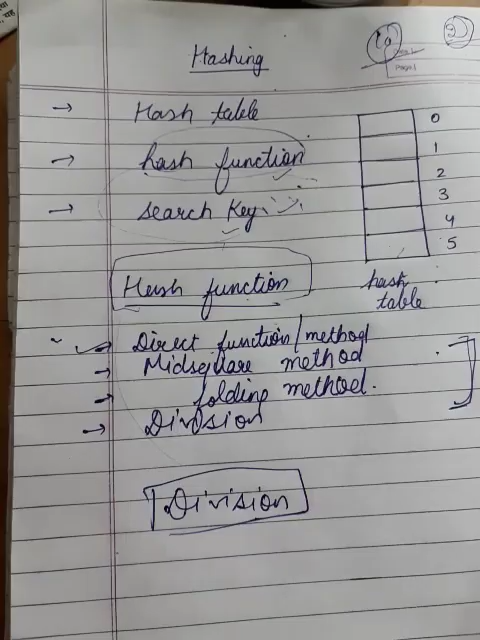 Hashing
Page
→ Hash table
→ hash function
→ search key
0
1
2
3
4
5
hash
table
Hash function
→ Direct function/method
→ Midsquare method
→ folding method.
→ Division
Division